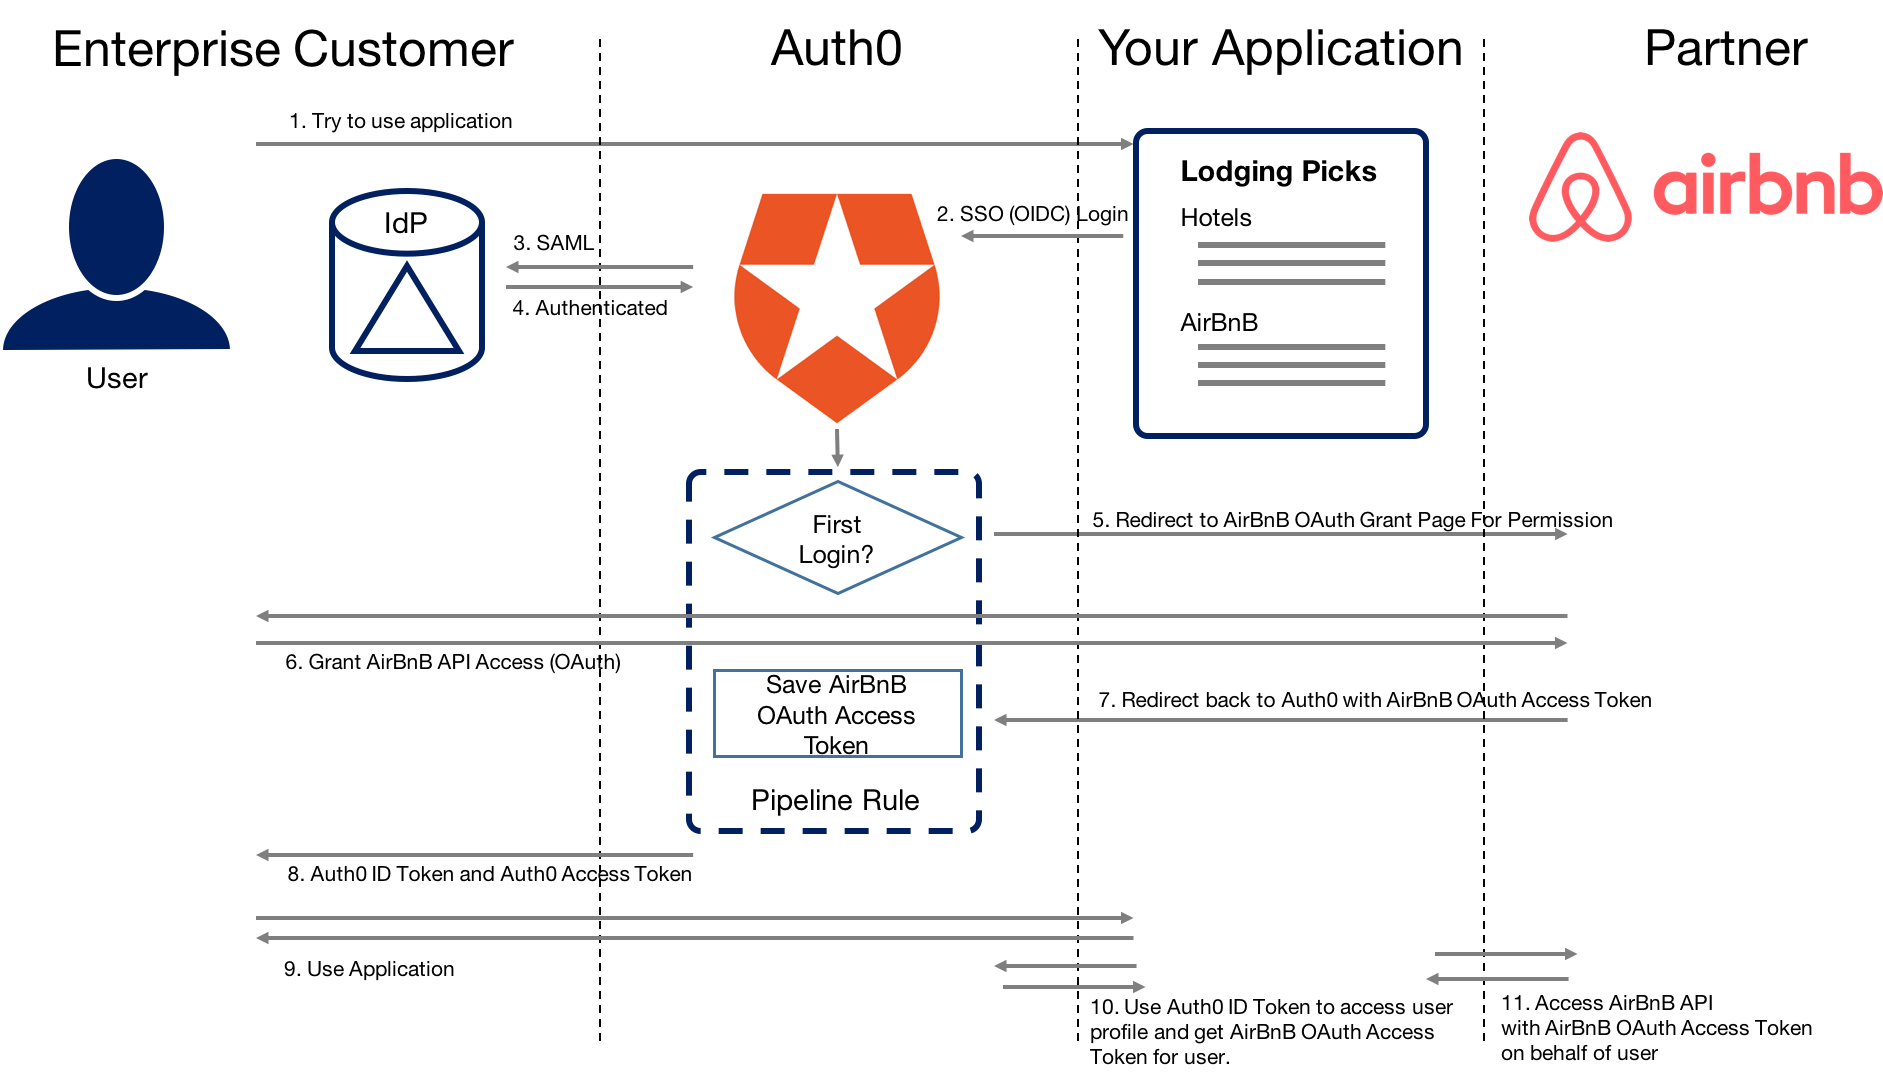 Enterprise Customer
Auth0
Your Application
Partner
1. Try to use application
User
IdP
3. SAML
4. Authenticated
2. SSO (OIDC) Login
Lodging Picks
Hotels
AirBnB
airbnb
First
Login?
5. Redirect to AirBnB OAuth Grant Page For Permission
6. Grant AirBnB API Access (OAuth)
Save AirBnB
OAuth Access
Token
7. Redirect back to Auth0 with AirBnB OAuth Access Token
Pipeline Rule
8. Auth0 ID Token and Auth0 Access Token
9. Use Application
10. Use Auth0 ID Token to access user
profile and get AirBnB OAuth Access
Token for user.
11. Access AirBnB API
with AirBnB OAuth Access Token
on behalf of user